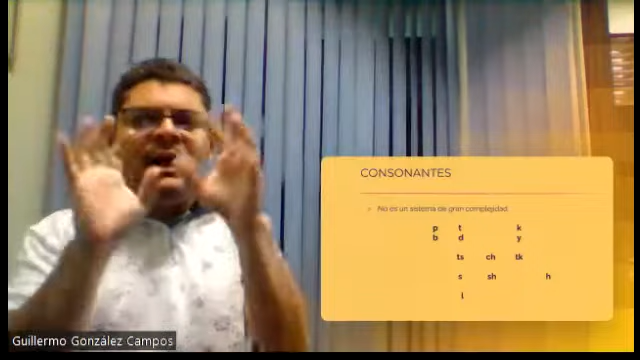 CONSONANTES
No es un sistema de gran complejidad
p t k
b d y
ts ch tk
s sh h
l
Guillermo González Campos